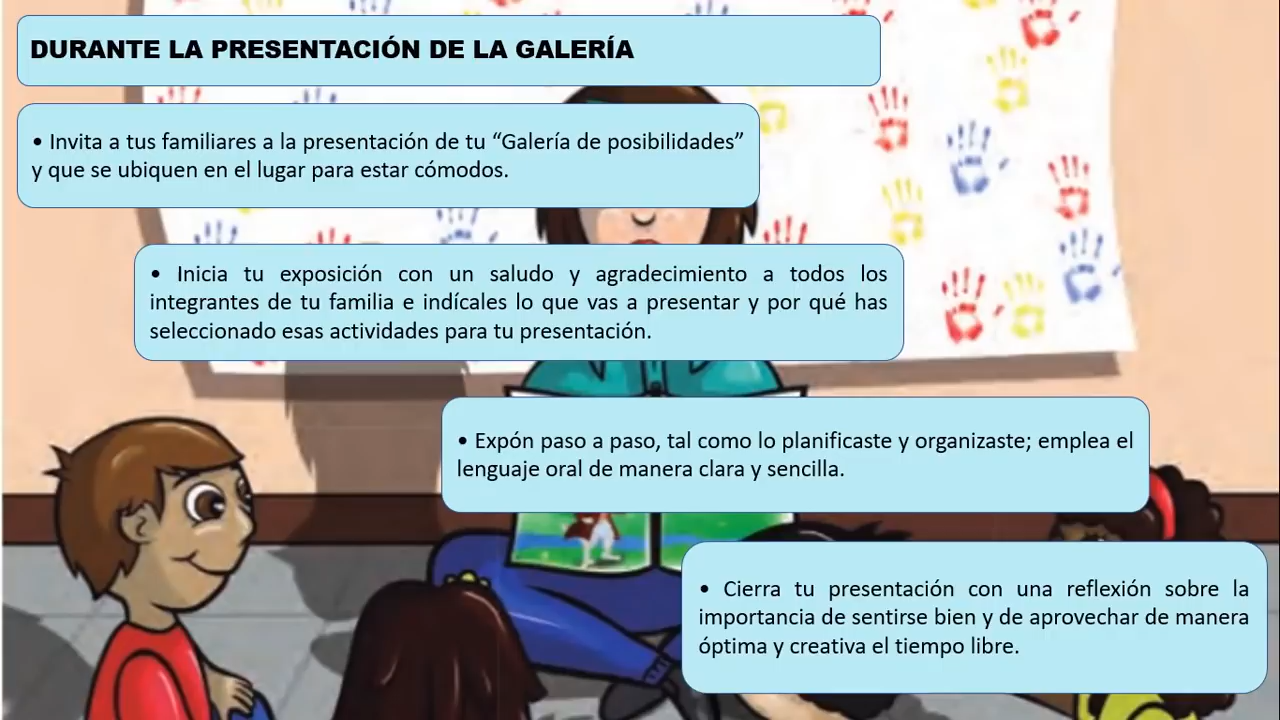 DURANTE LA PRESENTACIÓN DE LA GALERÍA
• Invita a tus familiares a la presentación de tu “Galería de posibilidades”
y que se ubiquen en el lugar para estar cómodos.
• Inicia tu exposición con un saludo y agradecimiento a todos los
integrantes de tu familia e indícales lo que vas a presentar y por qué has
seleccionado esas actividades para tu presentación.
• Expón paso a paso, tal como lo planificaste y organizaste; emplea el
lenguaje oral de manera clara y sencilla.
• Cierra tu presentación con una reflexión sobre la
importancia de sentirse bien y de aprovechar de manera
óptima y creativa el tiempo libre.